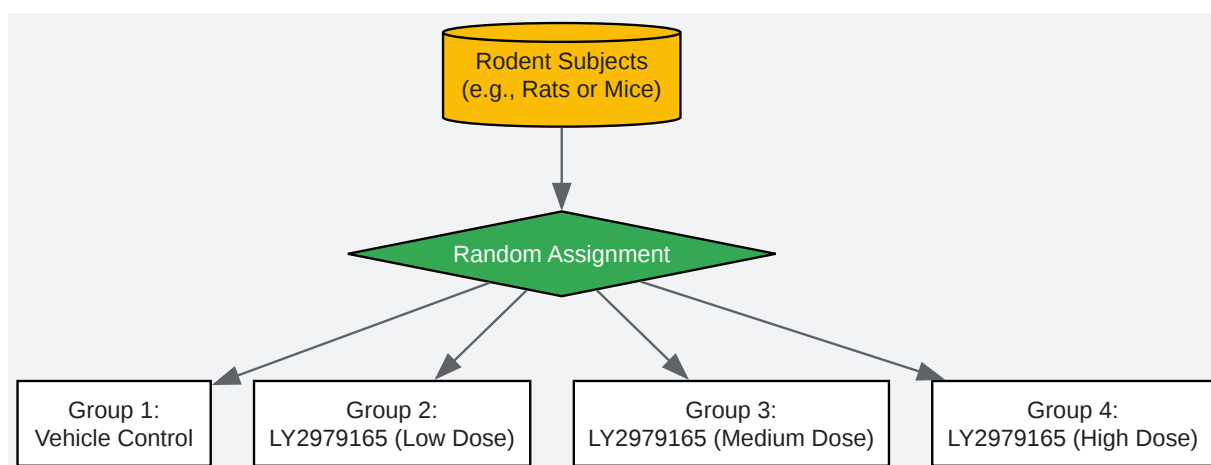 Rodent Subjects
(e.g., Rats or Mice)
Random Assignment
Group 1:
Vehicle Control
Group 2:
LY2979165 (Low Dose)
Group 3:
LY2979165 (Medium Dose)
Group 4:
LY2979165 (High Dose)